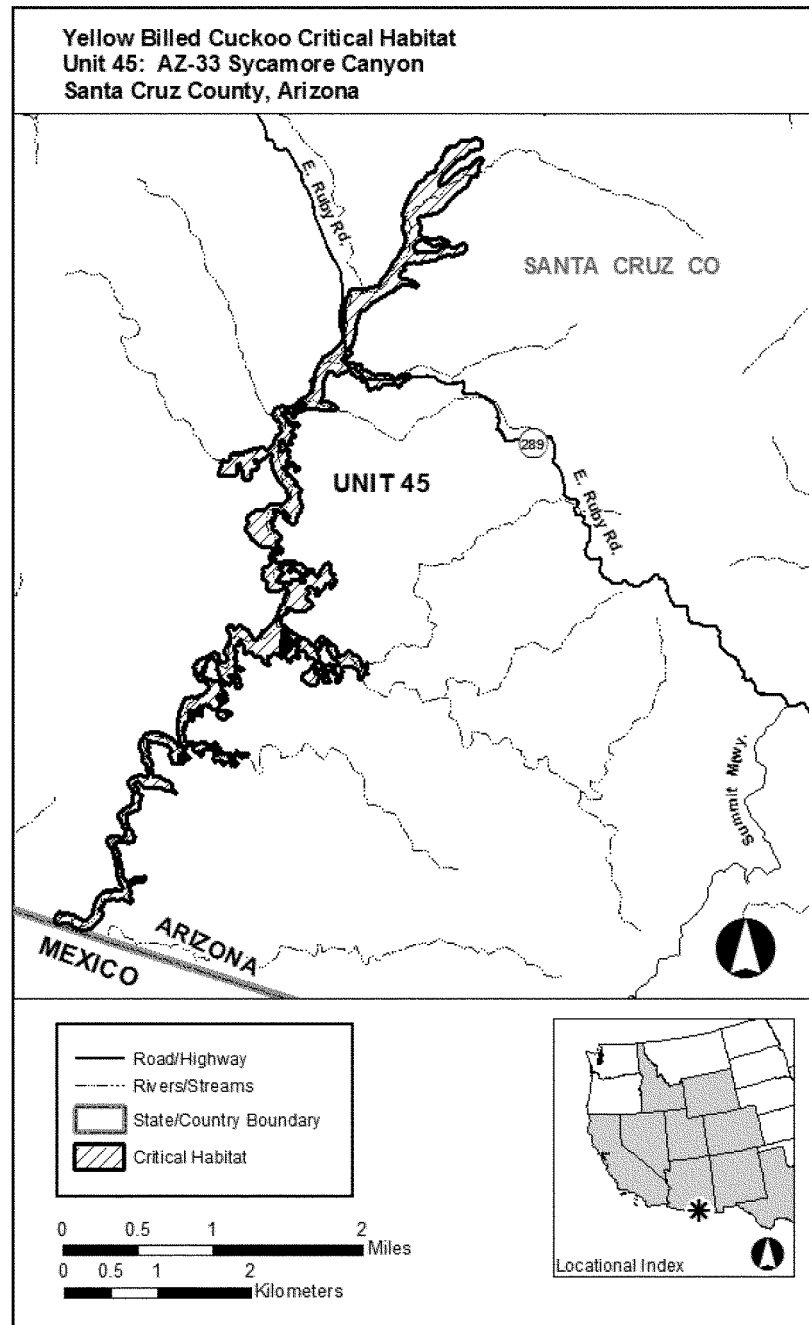 Yellow Billed Cuckoo Critical Habitat
Unit 45: AZ-33 Sycamore Canyon
Santa Cruz County, Arizona
E. Ruby Rd.
SANTA CRUZ CO
289
UNIT 45
E. Ruby Rd.
Summit Mtwy.
ARIZONA
MEXICO
Road/Highway
Rivers/Streams
State/Country Boundary
Critical Habitat
0 0.5 1 2
Miles
0 0.5 1 2
Kilometers
Locational Index